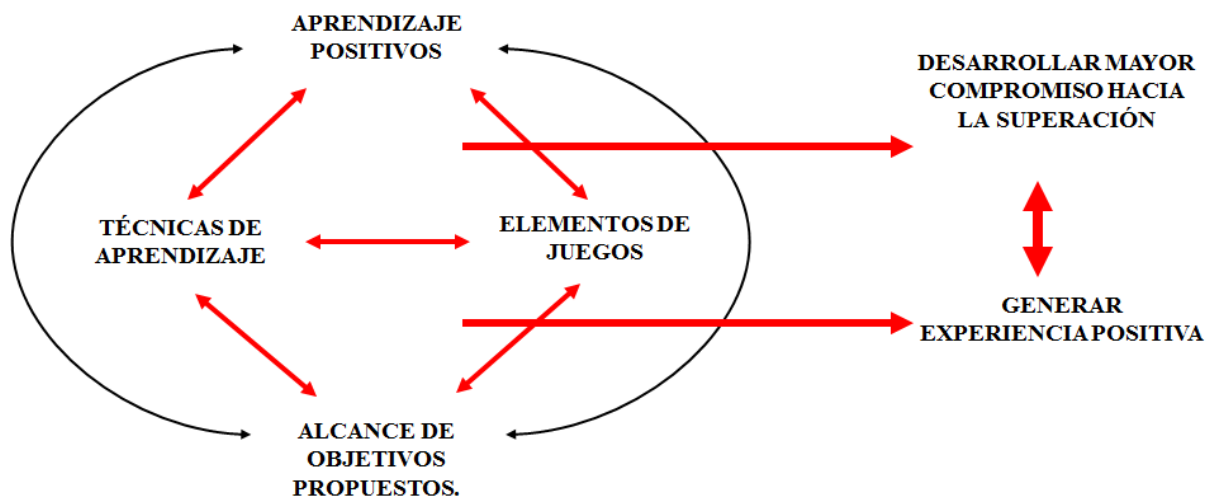 APRENDIZAJE
POSITIVOS
DESARROLLAR MAYOR
COMPROMISO HACIA
LA SUPERACIÓN
TÉCNICAS DE
APRENDIZAJE
ELEMENTOS DE
JUEGOS
GENERAR
EXPERIENCIA POSITIVA
ALCANCE DE
OBJETIVOS
PROPUESTOS.